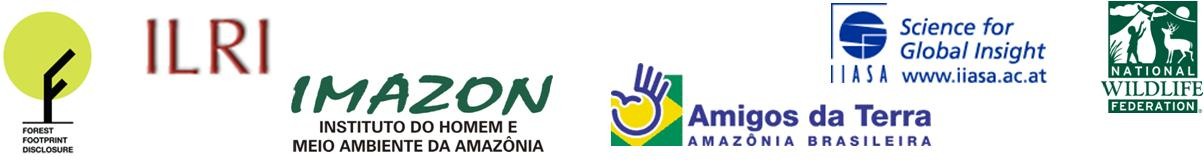 FOREST
FOOTPRINT
DISCLOSURE
ILRI
IMAZON
INSTITUTO DO HOMEM E
MEIO AMBIENTE DA AMAZÔNIA
Amigos da Terra
AMAZÔNIA BRASILEIRA
IIASA
Science for
Global Insight
www.iiasa.ac.at
NATIONAL
WILDLIFE
FEDERATION®